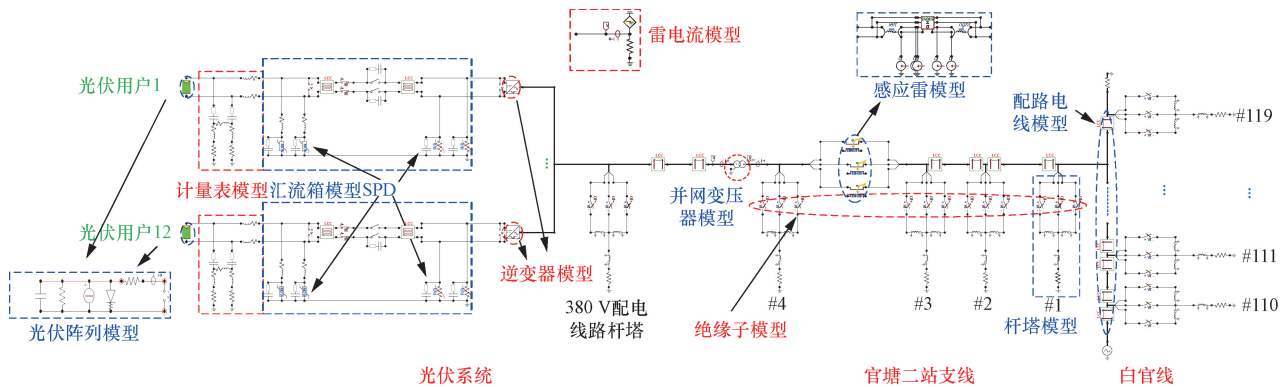 雷电流模型
感应雷模型
光伏用户1
计量表模型
汇流箱模型SPD
光伏用户12
逆变器模型
光伏阵列模型
380 V配电
线路杆塔
并网变压
器模型
绝缘子模型
#4
#3
#2
#1
杆塔模型
配路电
线模型
#119
#111
#110
光伏系统
官塘二站支线
白官线